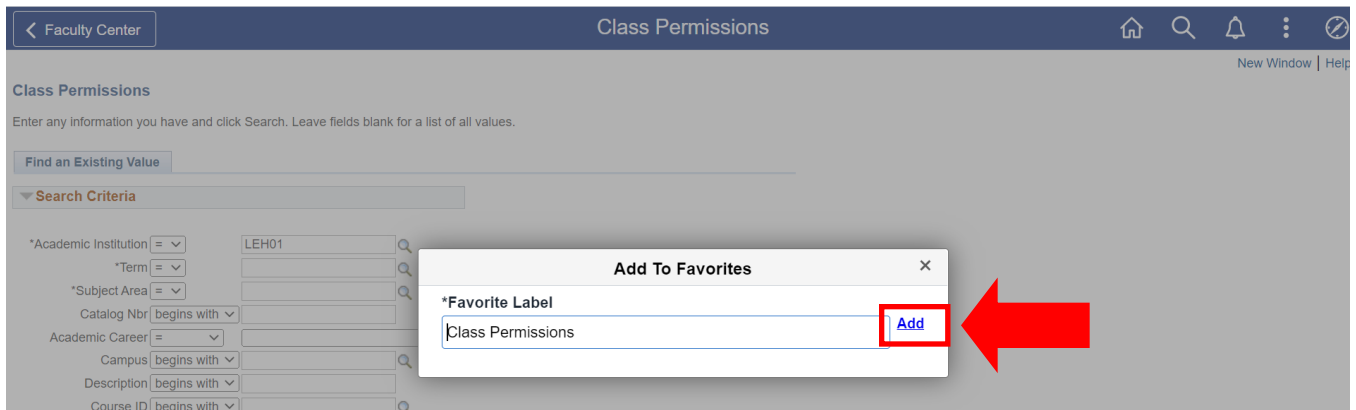 Faculty Center
Class Permissions
New Window | Help
Class Permissions
Enter any information you have and click Search. Leave fields blank for a list of all values.
Find an Existing Value
Search Criteria
*Academic Institution = LEH01
*Term =
*Subject Area =
Catalog Nbr begins with
Academic Career =
Campus begins with
Description begins with
Course ID begins with
Add To Favorites ×
*Favorite Label
Class Permissions Add